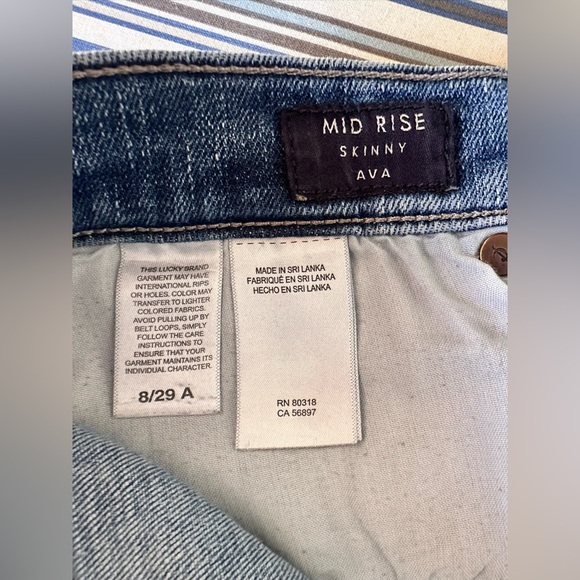 MID RISE
SKINNY
AVA
THIS LUCKY BRAND
GARMENT MAY HAVE
INTERNATIONAL RIPS
OR HOLES. COLOR MAY
TRANSFER TO LIGHTER
COLORED FABRICS.
AVOID PULLING UP BY
BELT LOOPS, SIMPLY
FOLLOW THE CARE
INSTRUCTIONS TO
ENSURE THAT YOUR
GARMENT MAINTAINS ITS
INDIVIDUAL CHARACTER.
8/29 A
MADE IN SRI LANKA
FABRIQUÉ EN SRI LANKA
HECHO EN SRI LANKA
RN 80318
CA 56897